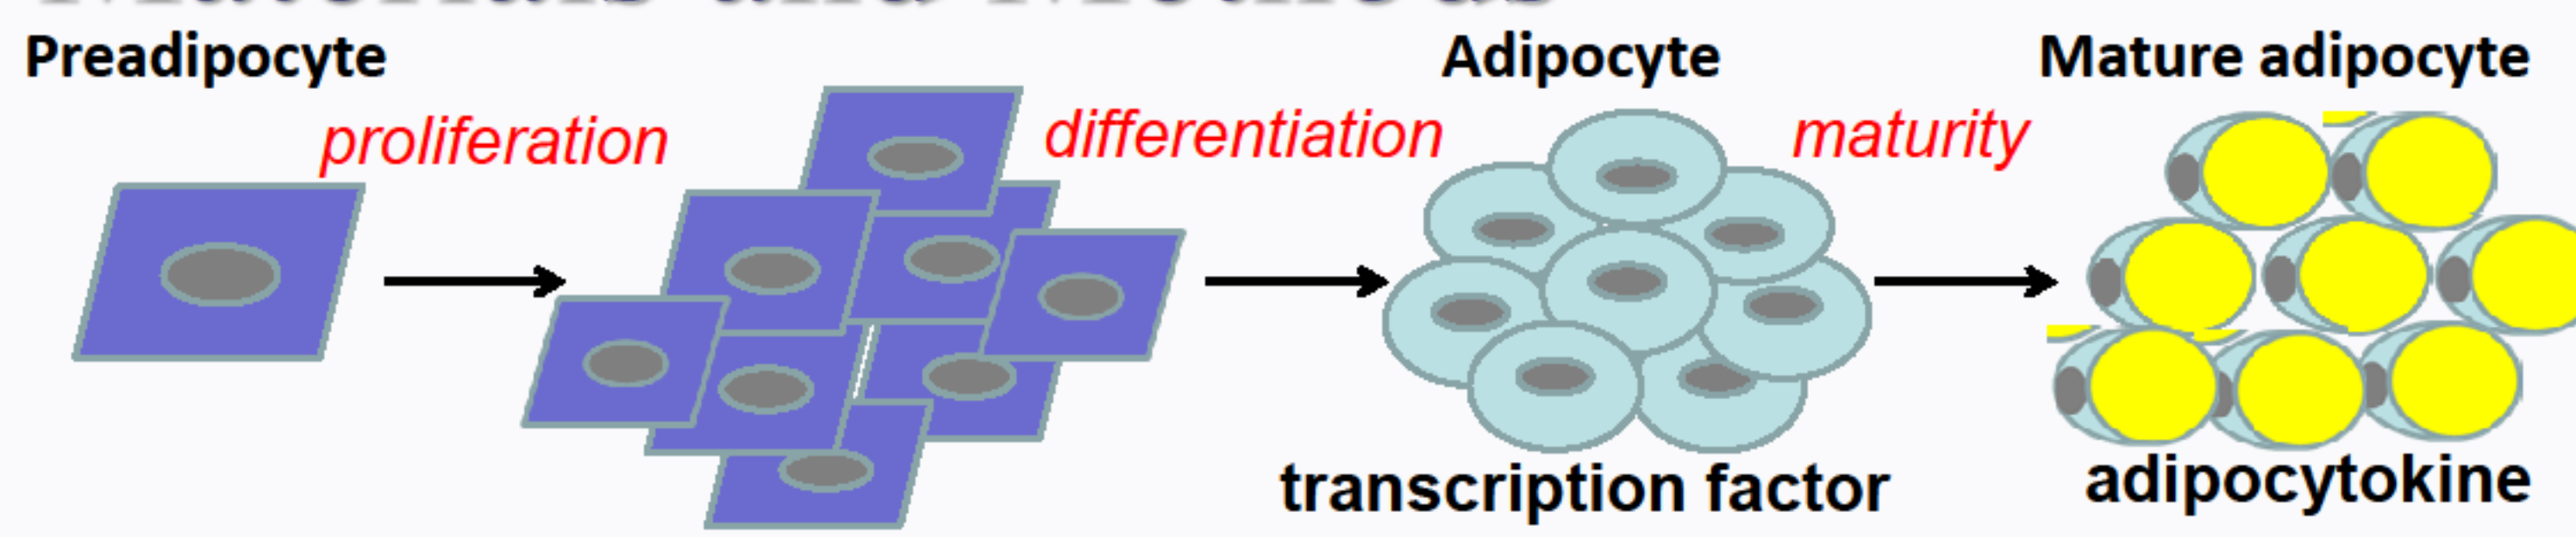 Preadipocyte
proliferation
differentiation
Adipocyte
transcription factor
maturity
Mature adipocyte
adipocytokine